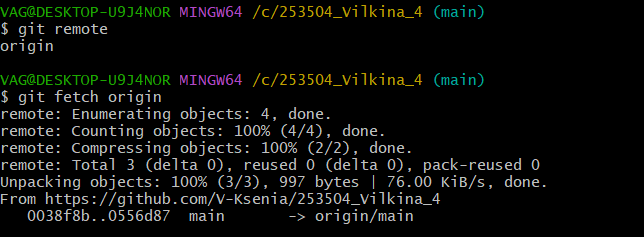 VAG@DESKTOP-U9J4NOR MINGW64 /c/253504_Vilkina_4 (main)
$ git remote
origin
VAG@DESKTOP-U9J4NOR MINGW64 /c/253504_Vilkina_4 (main)
$ git fetch origin
remote: Enumerating objects: 4, done.
remote: Counting objects: 100% (4/4), done.
remote: Compressing objects: 100% (2/2), done.
remote: Total 3 (delta 0), reused 0 (delta 0), pack-reused 0
Unpacking objects: 100% (3/3), 997 bytes | 76.00 KiB/s, done.
From https://github.com/V-Ksenia/253504_Vilkina_4
   0038f8b..0556d87  main       -> origin/main